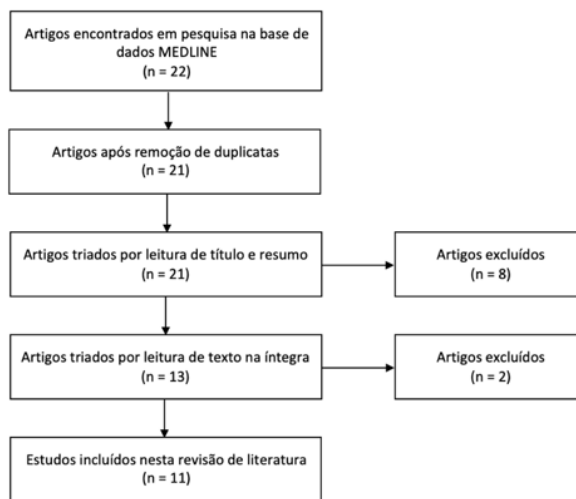 Artigos encontrados em pesquisa na base de
dados MEDLINE
(n = 22)
Artigos após remoção de duplicatas
(n = 21)
Artigos triados por leitura de título e resumo
(n = 21)
Artigos excluídos
(n = 8)
Artigos triados por leitura de texto na íntegra
(n = 13)
Artigos excluídos
(n = 2)
Estudos incluídos nesta revisão de literatura
(n = 11)